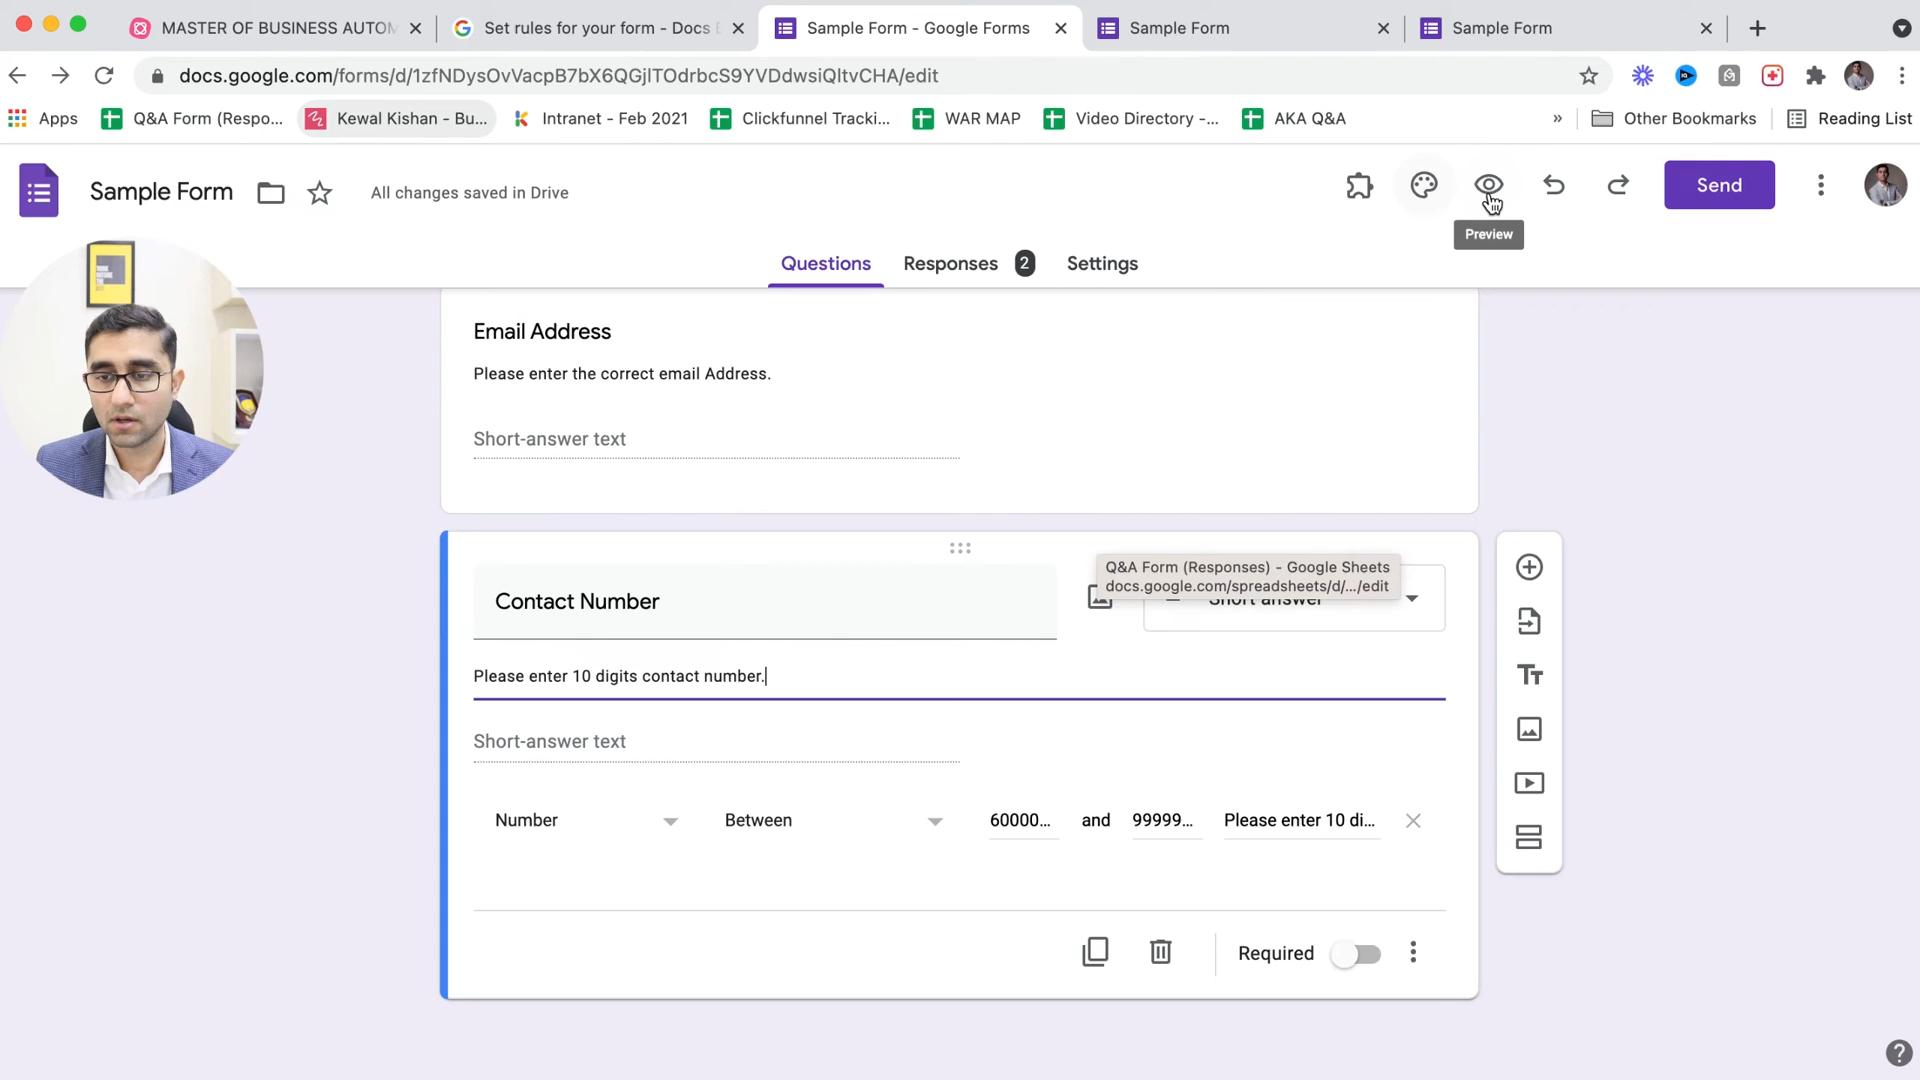 MASTER OF BUSINESS AUTOM
Set rules for your form - Docs E
Sample Form - Google Forms
Sample Form
Sample Form
docs.google.com/forms/d/1zfNDysOvVacpB7bX6QGjlTOdrbcS9YVDdwsiQItvCHA/edit
Apps
Q&A Form (Respo...
Kewal Kishan - Bu...
Intranet - Feb 2021
Clickfunnel Tracki...
WAR MAP
Video Directory -...
AKA Q&A
»
Other Bookmarks
Reading List
Sample Form
All changes saved in Drive
Send
Preview
Questions
Responses 2
Settings
Email Address
Please enter the correct email Address.
Short-answer text
Q&A Form (Responses) - Google Sheets
docs.google.com/spreadsheets/d/.../edit
Contact Number
Short answer
Please enter 10 digits contact number.
Short-answer text
Number
Between
60000...
and
99999...
Please enter 10 di...
Required